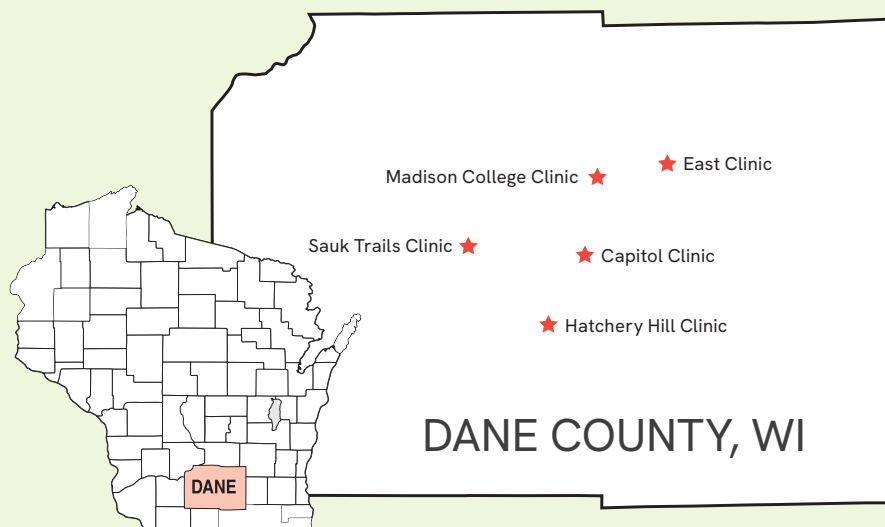 East Clinic
Madison College Clinic
Sauk Trails Clinic
Capitol Clinic
Hatchery Hill Clinic
DANE COUNTY, WI
DANE